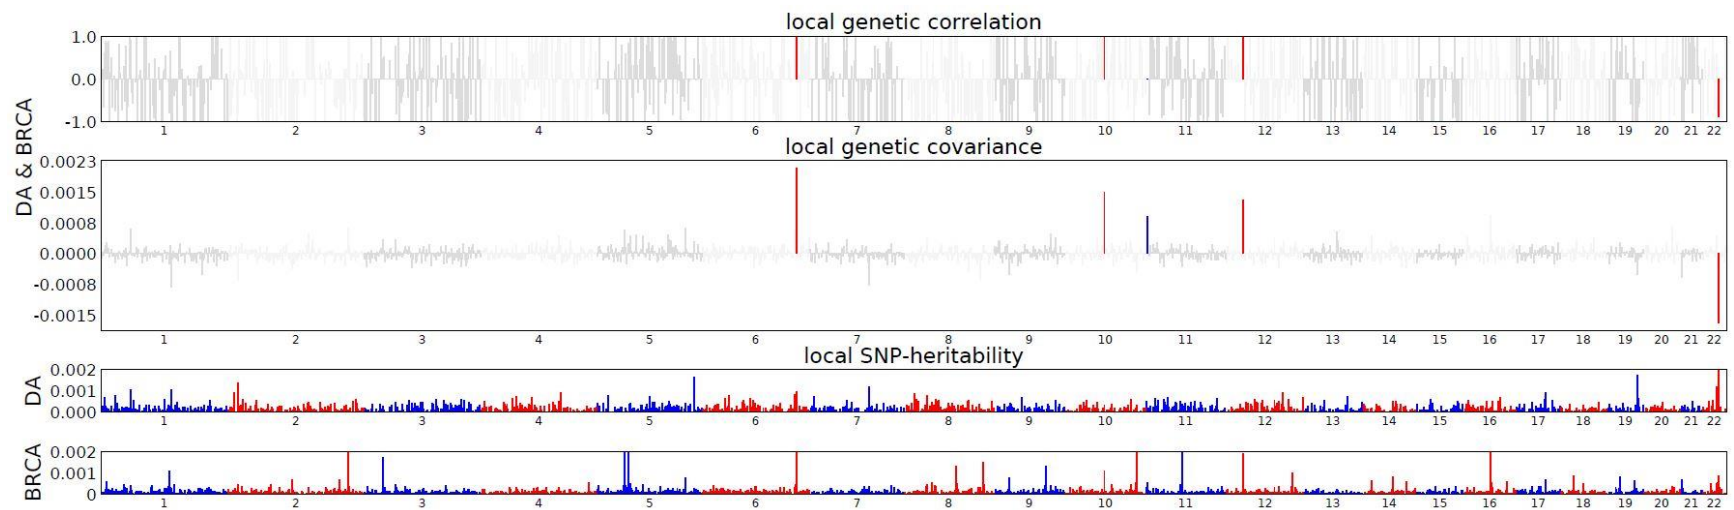 local genetic correlation
1.0
0.0
-1.0
1 2 3 4 5 6 7 8 9 10 11 12 13 14 15 16 17 18 19 20 21 22
DA & BRCA
local genetic covariance
0.0023
0.0015
0.0008
0.0000
-0.0008
-0.0015
1 2 3 4 5 6 7 8 9 10 11 12 13 14 15 16 17 18 19 20 21 22
local SNP-heritability
DA
0.002
0.001
0.000
1 2 3 4 5 6 7 8 9 10 11 12 13 14 15 16 17 18 19 20 21 22
BRCA
0.002
0.001
0
1 2 3 4 5 6 7 8 9 10 11 12 13 14 15 16 17 18 19 20 21 22